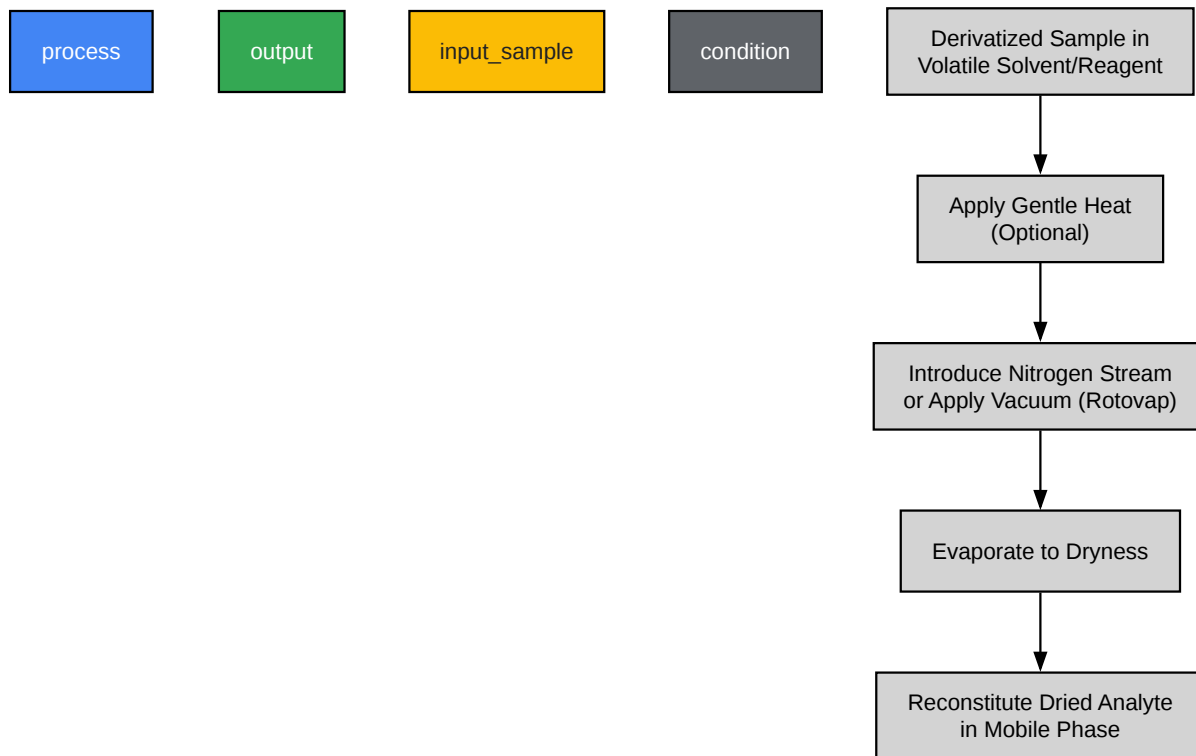 process
output
input_sample
condition
Derivatized Sample in
Volatile Solvent/Reagent
Apply Gentle Heat
(Optional)
Introduce Nitrogen Stream
or Apply Vacuum (Rotovap)
Evaporate to Dryness
Reconstitute Dried Analyte
in Mobile Phase